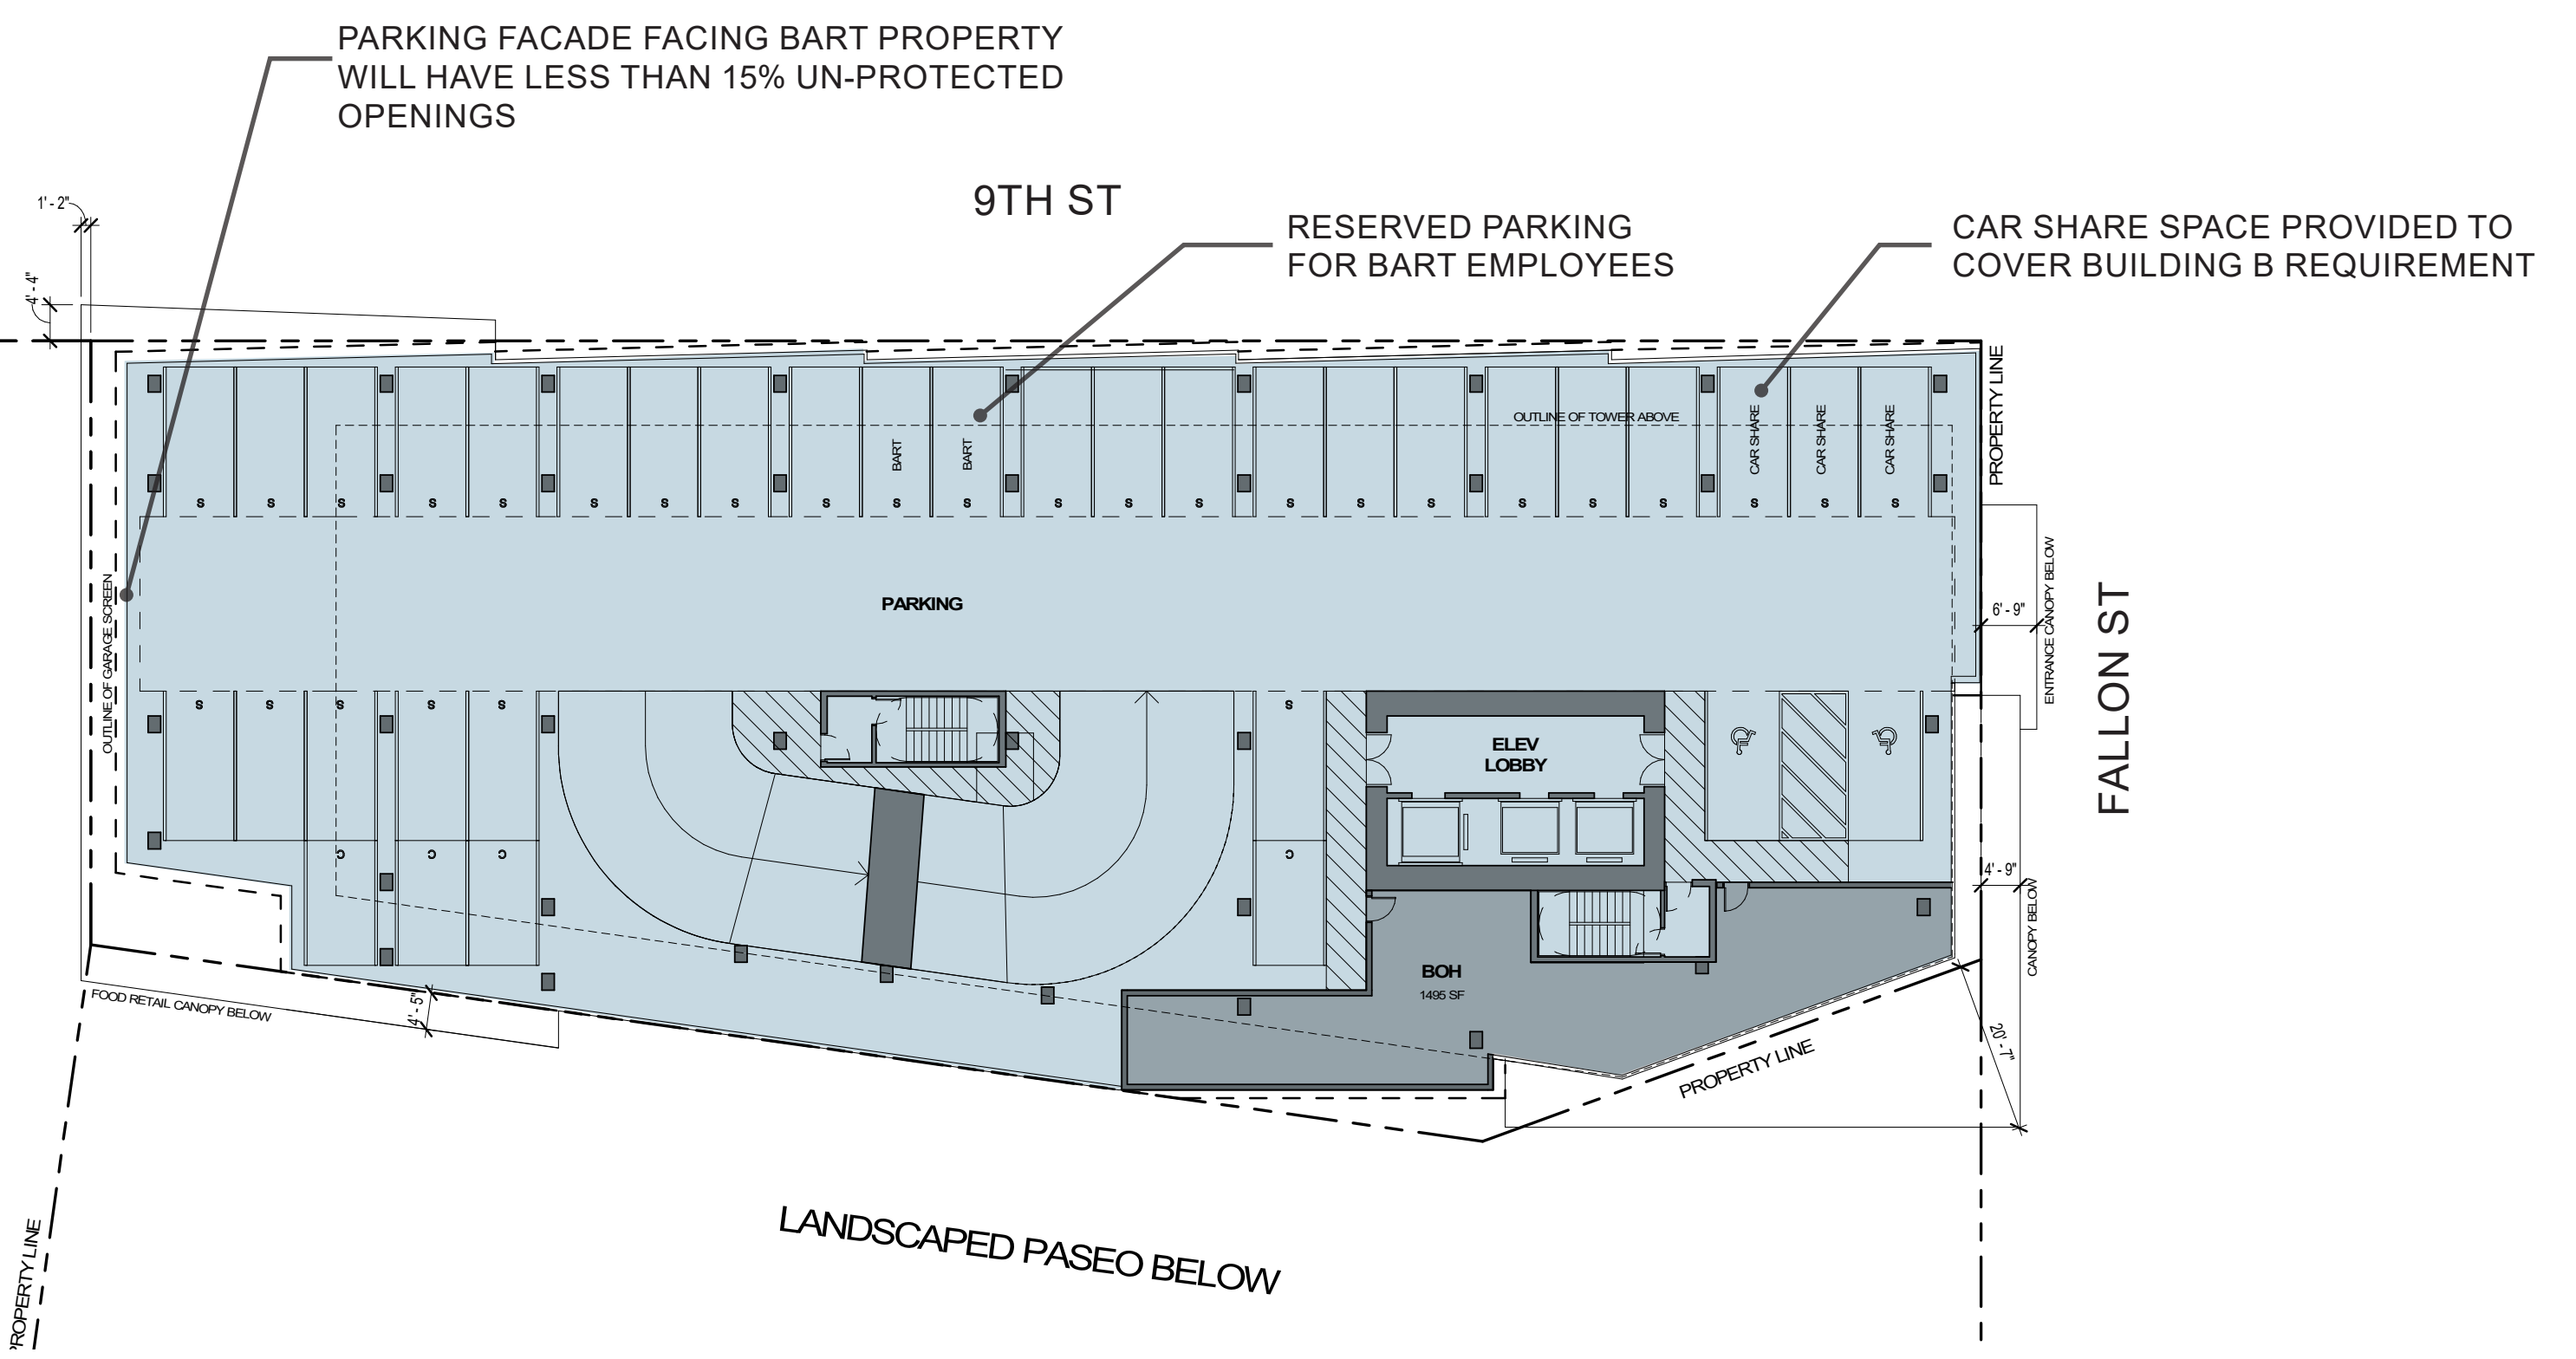 PARKING FACADE FACING BART PROPERTY
WILL HAVE LESS THAN 15% UN-PROTECTED
OPENINGS
9TH ST
1' - 2"
RESERVED PARKING
FOR BART EMPLOYEES
CAR SHARE SPACE PROVIDED TO
COVER BUILDING B REQUIREMENT
4' - 4"
PROPERTY LINE
OUTLINE OF TOWER ABOVE
BART
BART
CAR SHARE
CAR SHARE
CAR SHARE
S S S S S S S S S S S S S S S S S S S S S S S
ENTRANCE CANOPY BELOW
OUTLINE OF GARAGE SCREEN
PARKING
6' - 9"
FALLON ST
S S S S S S
ELEV
LOBBY
C C C C
4' - 9"
CANOPY BELOW
BOH
1495 SF
FOOD RETAIL CANOPY BELOW
4' - 5"
20' - 7"
PROPERTY LINE
LANDSCAPED PASEO BELOW
PROPERTY LINE